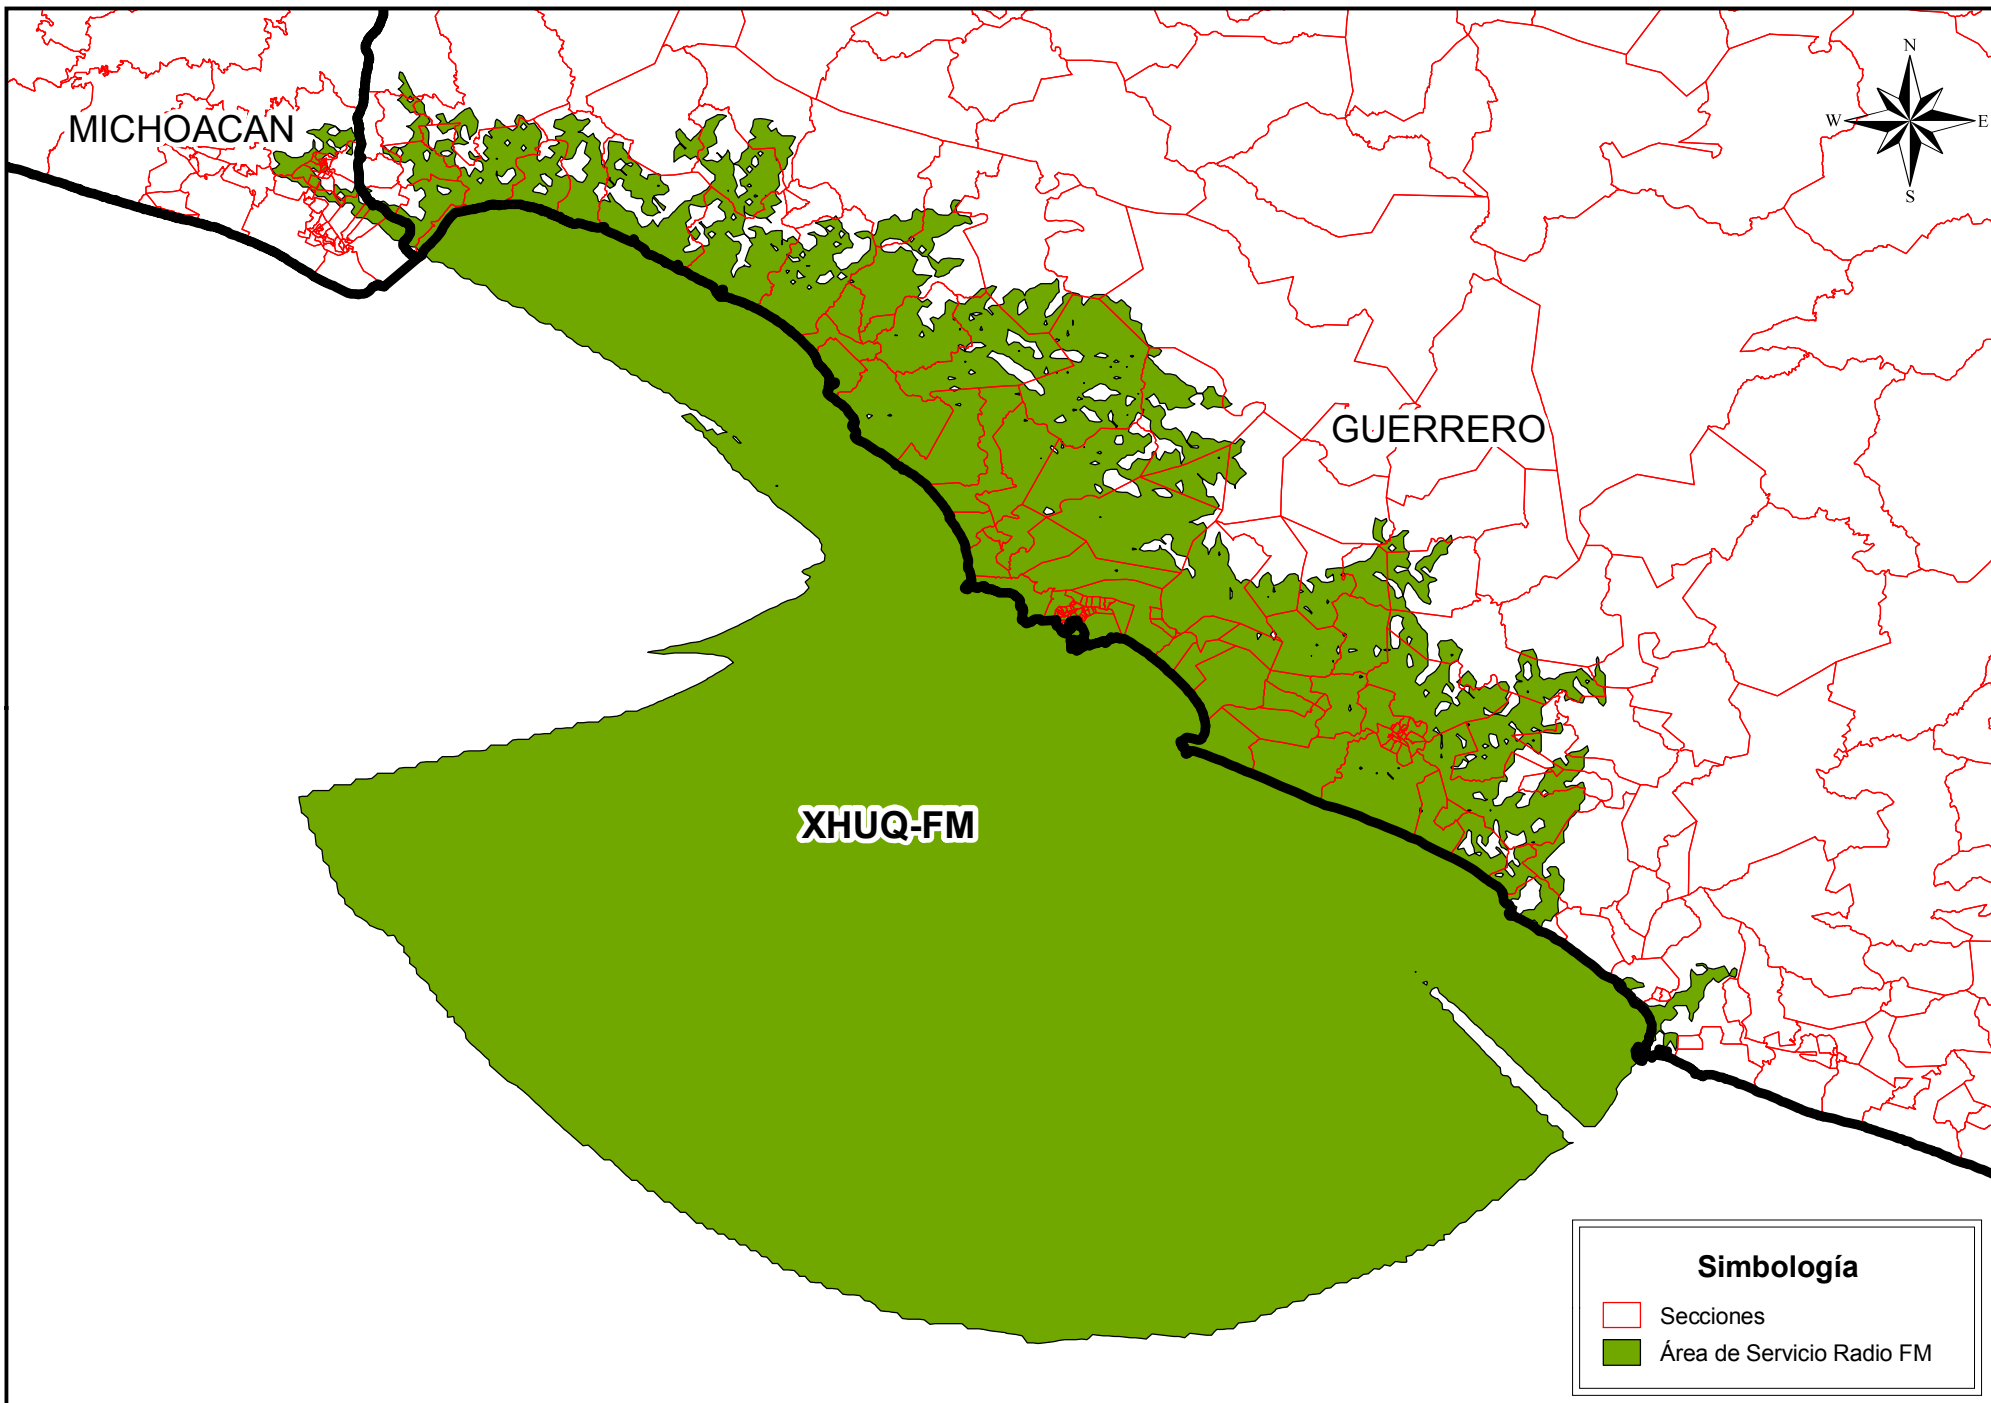 N
W E
S
MICHOACAN
GUERRERO
XHUQ-FM
Simbología
Secciones
Área de Servicio Radio FM